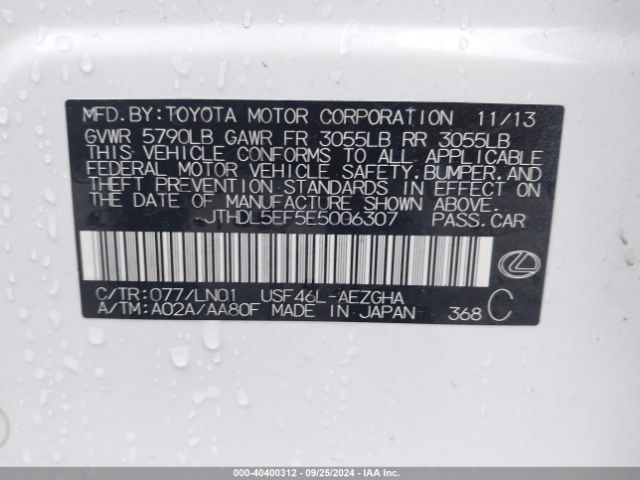 MFD.BY:TOYOTA MOTOR CORPORATION 11/13
GVWR 5790LB GAWR FR 3055LB RR 3055LB
THIS VEHICLE CONFORMS TO ALL APPLICABLE
FEDERAL MOTOR VEHICLE SAFETY,BUMPER,AND
THEFT PREVENTION STANDARDS IN EFFECT ON
THE DATE OF MANUFACTURE SHOWN ABOVE.
JTHDL5EF5E5006307 PASS.CAR
C/TR:077/LN01 USF46L-AEZGHA
A/TM:A02A/AA80F MADE IN JAPAN 368 C
000-40400312 - 09/25/2024 - IAAI.COM